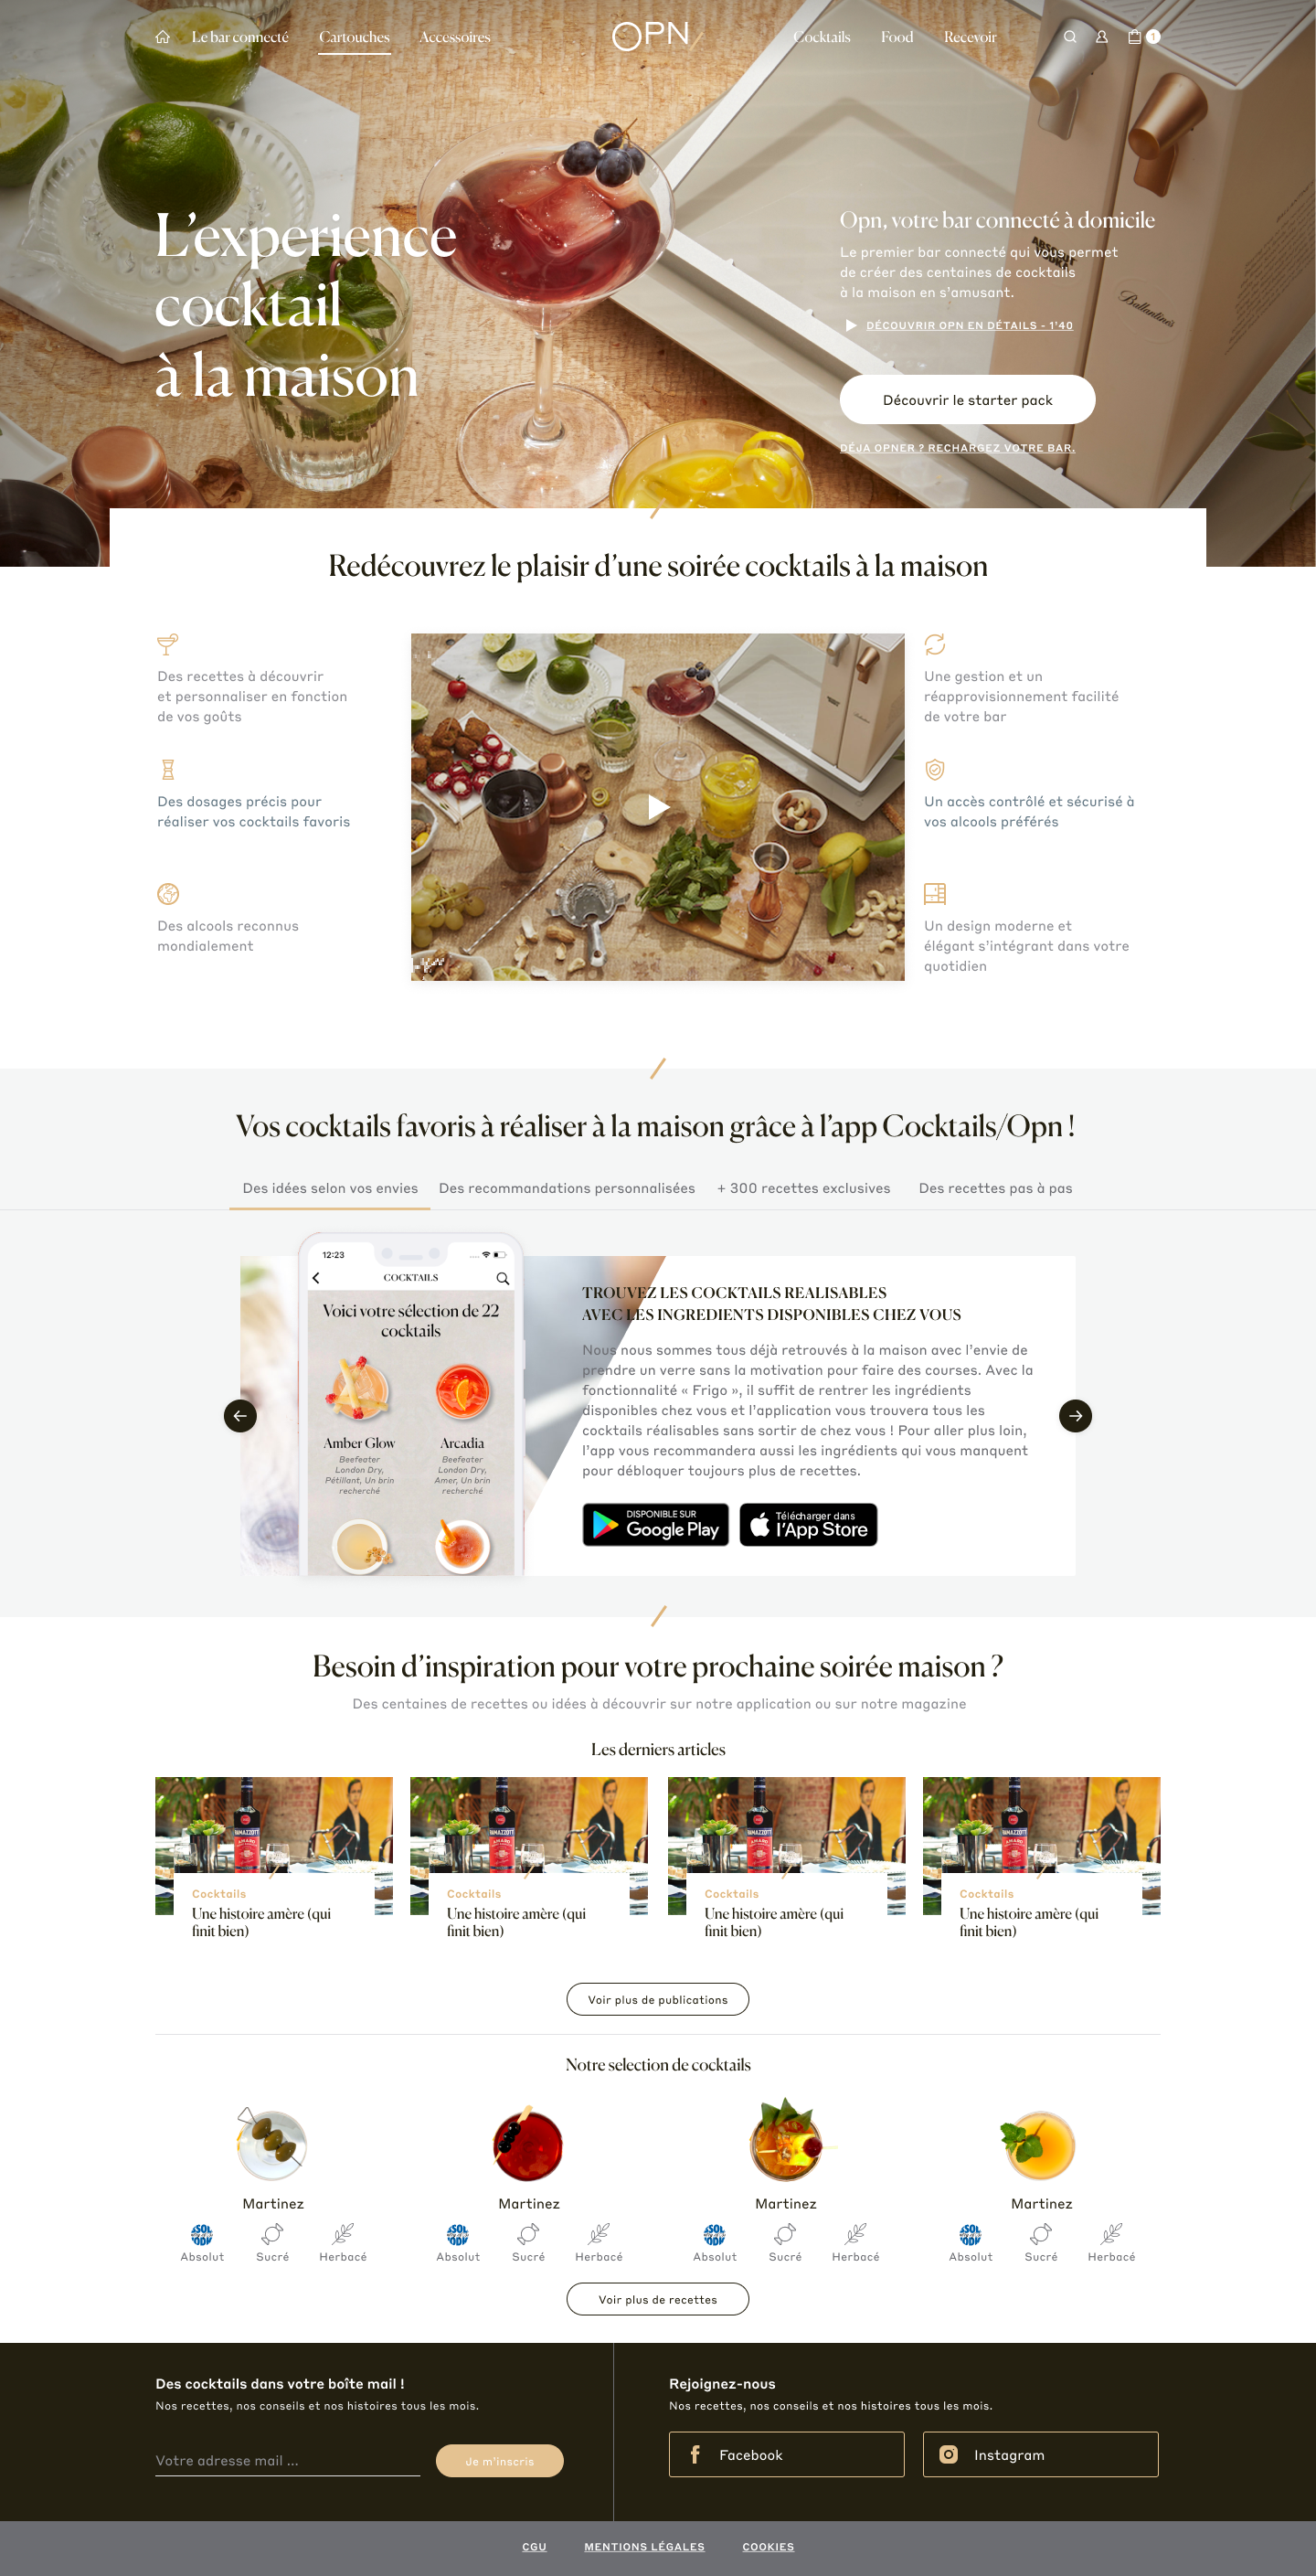 Le bar connecté
Cartouches
Accessoires
OPN
Cocktails
Food
Recevoir
1
L’experience
cocktail
à la maison
Opn, votre bar connecté à domicile
Le premier bar connecté qui vous permet
de créer des centaines de cocktails
à la maison en s’amusant.
DÉCOUVRIR OPN EN DÉTAILS - 1’40
Découvrir le starter pack
DÉJA OPNER ? RECHARGEZ VOTRE BAR.
Ballantine's
Redécouvrez le plaisir d’une soirée cocktails à la maison
Des recettes à découvrir
et personnaliser en fonction
de vos goûts
Des dosages précis pour
réaliser vos cocktails favoris
Des alcools reconnus
mondialement
Une gestion et un
réapprovisionnement facilité
de votre bar
Un accès contrôlé et sécurisé à
vos alcools préférés
Un design moderne et
élégant s’intégrant dans votre
quotidien
Vos cocktails favoris à réaliser à la maison grâce à l’app Cocktails/Opn !
Des idées selon vos envies
Des recommandations personnalisées
+ 300 recettes exclusives
Des recettes pas à pas
12:23
COCKTAILS
Voici votre sélection de 22
cocktails
Amber Glow
Beefeater
London Dry,
Pétillant, Un brin
recherché
Arcadia
Beefeater
London Dry,
Amer, Un brin
recherché
TROUVEZ LES COCKTAILS REALISABLES
AVEC LES INGREDIENTS DISPONIBLES CHEZ VOUS
Nous nous sommes tous déjà retrouvés à la maison avec l’envie de
prendre un verre sans la motivation pour faire des courses. Avec la
fonctionnalité « Frigo », il suffit de rentrer les ingrédients
disponibles chez vous et l’application vous trouvera tous les
cocktails réalisables sans sortir de chez vous ! Pour aller plus loin,
l’app vous recommandera aussi les ingrédients qui vous manquent
pour débloquer toujours plus de recettes.
DISPONIBLE SUR
Google Play
Télécharger dans
l’App Store
Besoin d’inspiration pour votre prochaine soirée maison ?
Des centaines de recettes ou idées à découvrir sur notre application ou sur notre magazine
Les derniers articles
RAMAZZOTTI
AMARO
Cocktails
Une histoire amère (qui
finit bien)
RAMAZZOTTI
AMARO
Cocktails
Une histoire amère (qui
finit bien)
RAMAZZOTTI
AMARO
Cocktails
Une histoire amère (qui
finit bien)
RAMAZZOTTI
AMARO
Cocktails
Une histoire amère (qui
finit bien)
Voir plus de publications
Notre selection de cocktails
Martinez
Absolut
Sucré
Herbacé
Martinez
Absolut
Sucré
Herbacé
Martinez
Absolut
Sucré
Herbacé
Martinez
Absolut
Sucré
Herbacé
Voir plus de recettes
Des cocktails dans votre boîte mail !
Nos recettes, nos conseils et nos histoires tous les mois.
Votre adresse mail ...
Je m’inscris
Rejoignez-nous
Nos recettes, nos conseils et nos histoires tous les mois.
Facebook
Instagram
CGU
MENTIONS LÉGALES
COOKIES